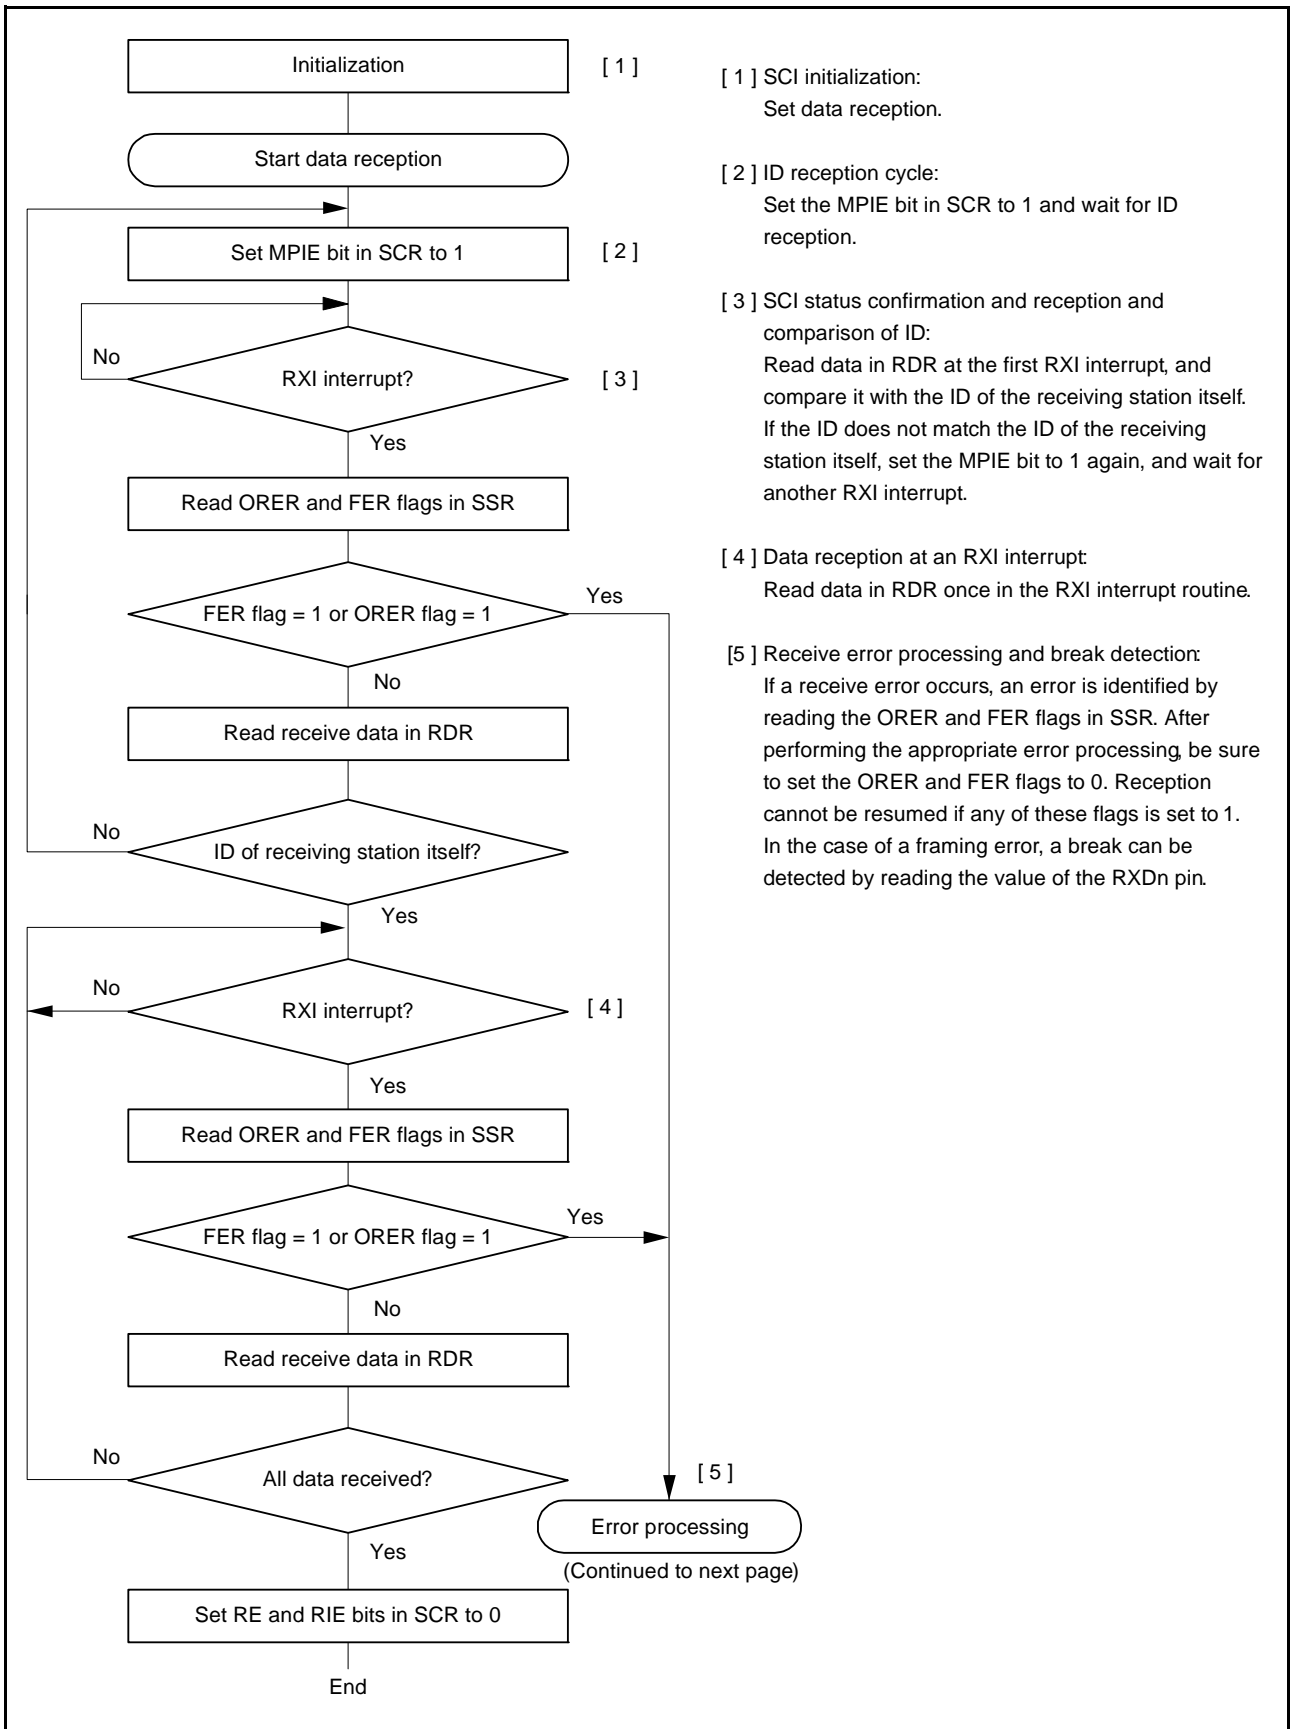 Initialization
[ 1 ]
Start data reception
Set MPIE bit in SCR to 1
[ 2 ]
No
RXI interrupt?
[ 3 ]
Yes
Read ORER and FER flags in SSR
FER flag = 1 or ORER flag = 1
Yes
No
Read receive data in RDR
No
ID of receiving station itself?
Yes
No
RXI interrupt?
[ 4 ]
Yes
Read ORER and FER flags in SSR
FER flag = 1 or ORER flag = 1
Yes
No
Read receive data in RDR
No
All data received?
[ 5 ]
Error processing
(Continued to next page)
Yes
Set RE and RIE bits in SCR to 0
End
[ 1 ] SCI initialization:
Set data reception.
[ 2 ] ID reception cycle:
Set the MPIE bit in SCR to 1 and wait for ID
reception.
[ 3 ] SCI status confirmation and reception and
comparison of ID:
Read data in RDR at the first RXI interrupt, and
compare it with the ID of the receiving station itself.
If the ID does not match the ID of the receiving
station itself, set the MPIE bit to 1 again, and wait for
another RXI interrupt.
[ 4 ] Data reception at an RXI interrupt:
Read data in RDR once in the RXI interrupt routine.
[5 ] Receive error processing and break detection:
If a receive error occurs, an error is identified by
reading the ORER and FER flags in SSR. After
performing the appropriate error processing, be sure
to set the ORER and FER flags to 0. Reception
cannot be resumed if any of these flags is set to 1.
In the case of a framing error, a break can be
detected by reading the value of the RXDn pin.